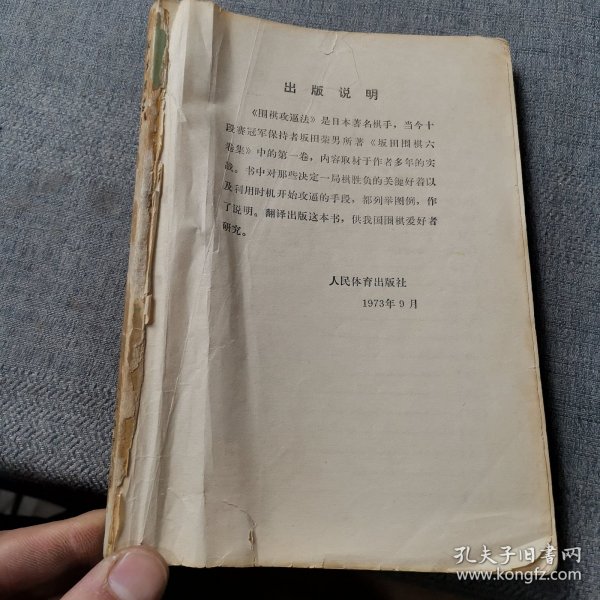 出版说明
《围棋攻逼法》是日本著名棋手，当今十
段赛冠军保持者坂田荣男所著《坂田围棋六
卷集》中的第一卷，内容取材于作者多年的实
战。书中对那些决定一局棋胜负的关键好着以
及利用时机开始攻逼的手段，都列举图例，作
了说明。翻译出版这本书，供我国围棋爱好者
研究。
人民体育出版社
1973年9月
孔夫子旧书网
www.kongfz.com